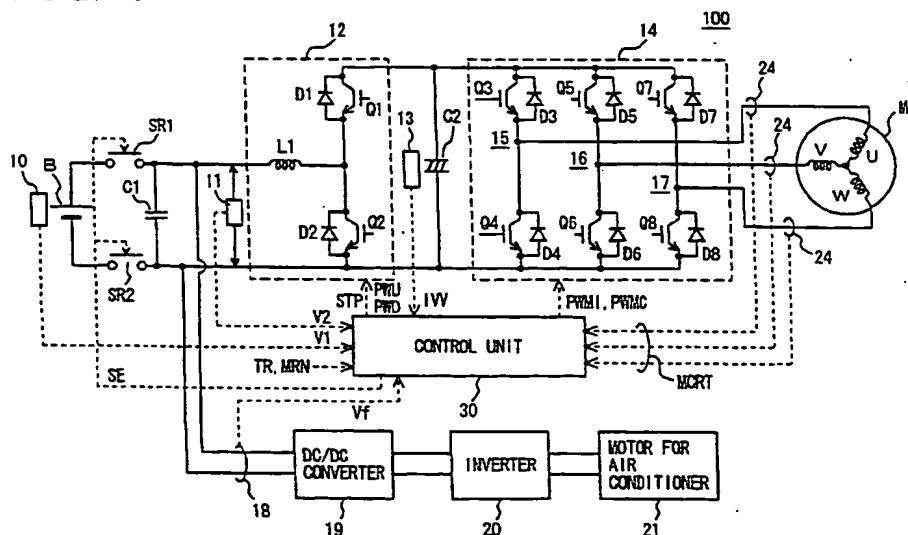 12
14
100
10
B
SR1
C1
11
L1
D1
Q1
13
C2
Q3
D3
Q5
D5
Q7
D7
24
M
15
16
17
24
V
U
W
24
D2
Q2
Q4
D4
Q6
D6
Q8
D8
SR2
STP
PWU
PWD
IVV
PWMI, PWMC
V2
V1
TR, MRN
SE
CONTROL UNIT
30
MCRT
Vf
18
DC/DC
CONVERTER
19
INVERTER
20
MOTOR FOR
AIR
CONDITIONER
21